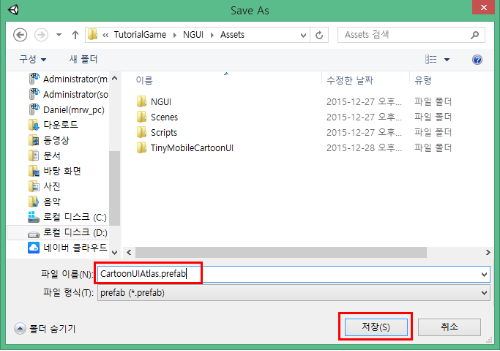 Save As
« TutorialGame ▸ NGUI ▸ Assets
Assets 검색
구성 새 폴더
Administrator(m
Administrator(so
Daniel(mrw_pc)
다운로드
동영상
문서
바탕 화면
사진
음악
로컬 디스크 (C:)
로컬 디스크 (D:)
네이버 클라우드
이름 수정한 날짜 유형
NGUI 2015-12-27 오후... 파일 폴더
Scenes 2015-12-27 오후... 파일 폴더
Scripts 2015-12-27 오후... 파일 폴더
TinyMobileCartoonUI 2015-12-28 오후... 파일 폴더
파일 이름(N): CartoonUIAtlas.prefab
파일 형식(T): prefab (*.prefab)
폴더 숨기기 저장(S) 취소